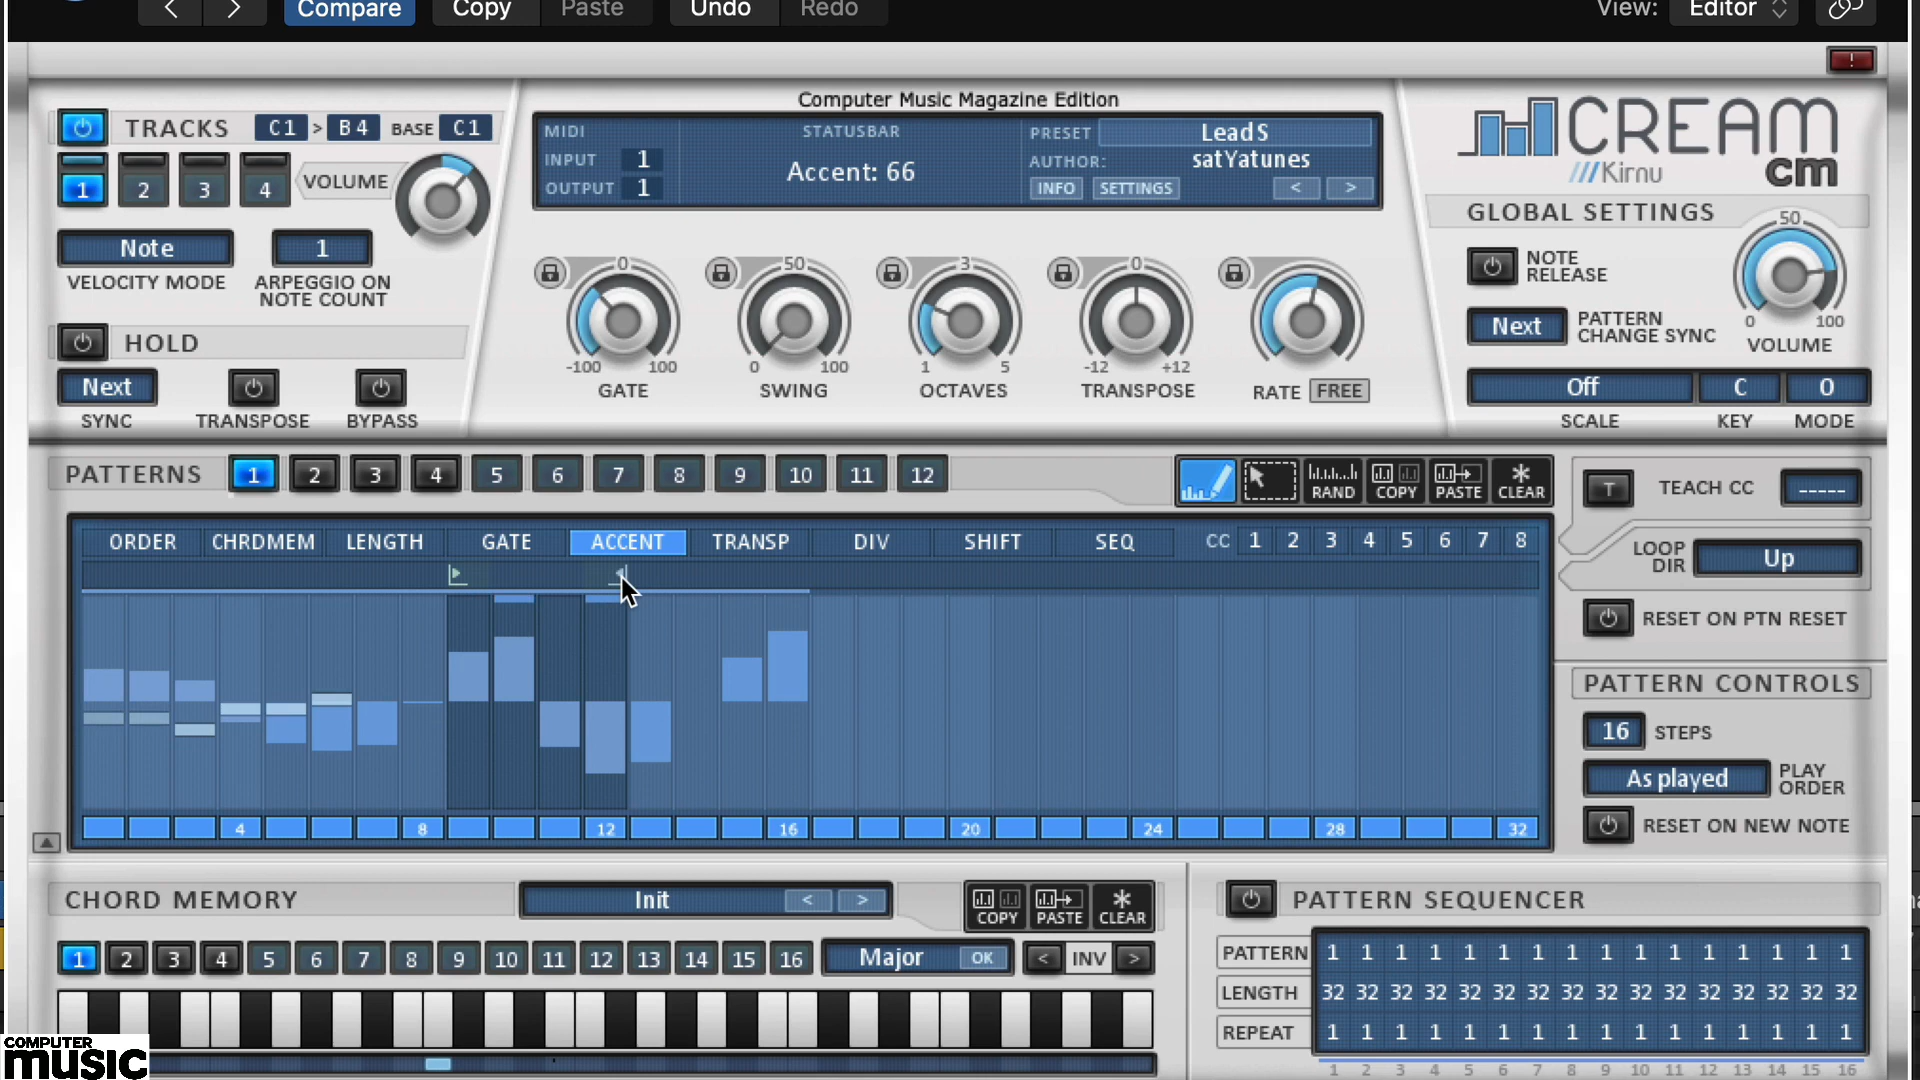 Compare Copy Paste Undo Redo View: Editor
!
Computer Music Magazine Edition
TRACKS C1 > B4 BASE C1
1 2 3 4 VOLUME
Note 1
VELOCITY MODE ARPEGGIO ON NOTE COUNT
HOLD
Next
SYNC TRANSPOSE BYPASS
MIDI STATUSBAR PRESET Lead S
INPUT 1 Accent: 66 AUTHOR: satYatunes
OUTPUT 1 INFO SETTINGS < >
0 50 3 0
-100 100 0 100 1 5 -12 +12
GATE SWING OCTAVES TRANSPOSE RATE FREE
CREAM
///Kirnu cm
GLOBAL SETTINGS
50
NOTE RELEASE
Next PATTERN CHANGE SYNC
0 100
VOLUME
Off C 0
SCALE KEY MODE
PATTERNS 1 2 3 4 5 6 7 8 9 10 11 12
RAND COPY PASTE CLEAR
T TEACH CC -----
ORDER CHRDMEM LENGTH GATE ACCENT TRANSP DIV SHIFT SEQ CC 1 2 3 4 5 6 7 8
LOOP DIR Up
RESET ON PTN RESET
PATTERN CONTROLS
16 STEPS
As played PLAY ORDER
RESET ON NEW NOTE
4 8 12 16 20 24 28 32
CHORD MEMORY Init < >
COPY PASTE CLEAR
1 2 3 4 5 6 7 8 9 10 11 12 13 14 15 16 Major OK < INV >
PATTERN SEQUENCER
PATTERN 1 1 1 1 1 1 1 1 1 1 1 1 1 1 1 1
LENGTH 32 32 32 32 32 32 32 32 32 32 32 32 32 32 32 32
REPEAT 1 1 1 1 1 1 1 1 1 1 1 1 1 1 1 1
1 2 3 4 5 6 7 8 9 10 11 12 13 14 15 16
COMPUTER
music